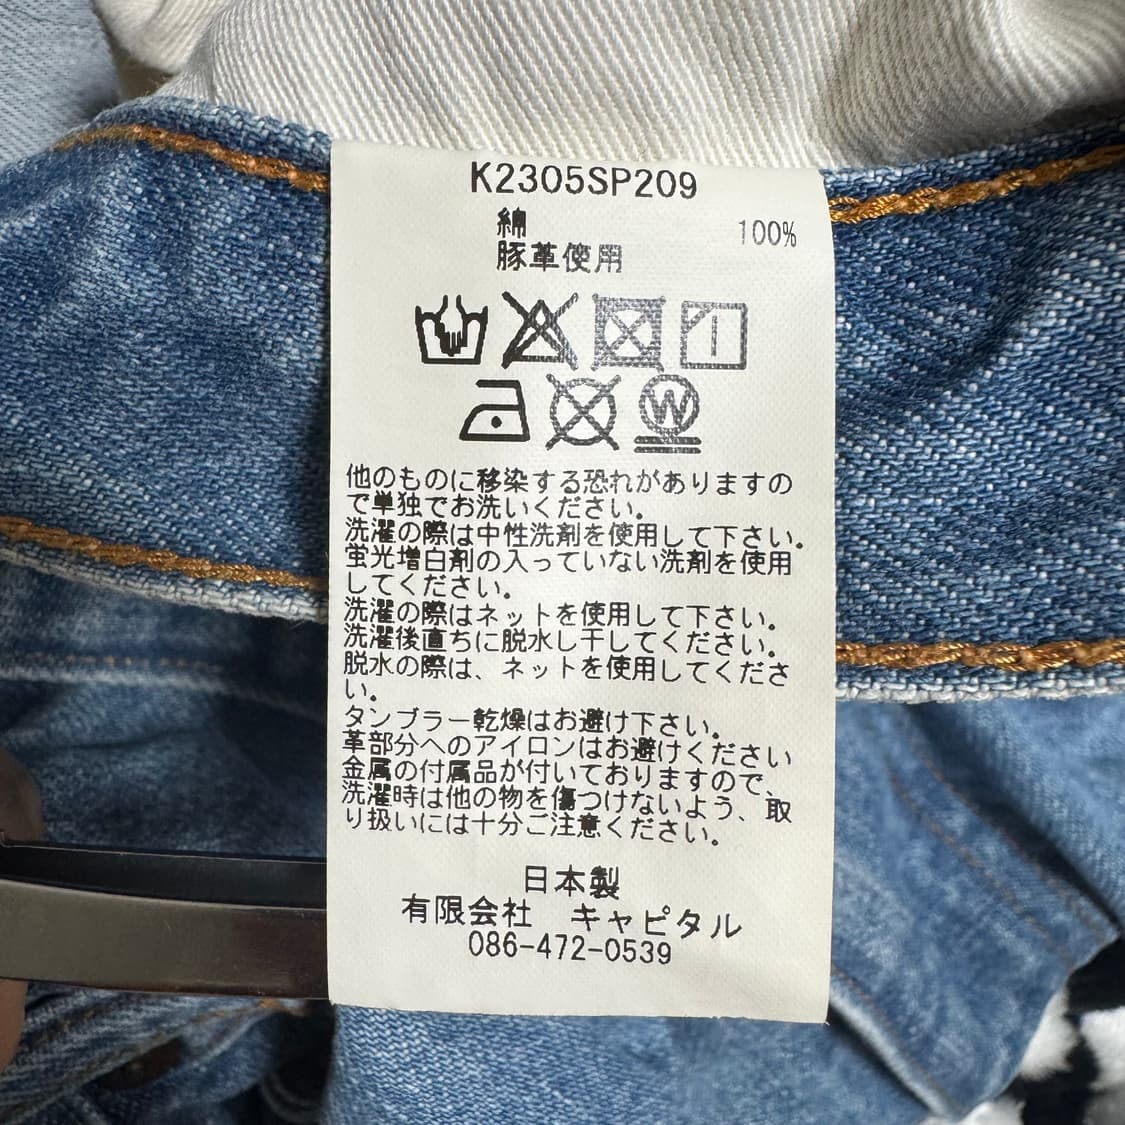 K2305SP209
綿 100%
豚革使用
W
他のものに移染する恐れがありますの
で単独でお洗いください。
洗濯の際は中性洗剤を使用して下さい。
蛍光増白剤の入っていない洗剤を使用
してください。
洗濯の際はネットを使用して下さい。
洗濯後直ちに脱水し干してください。
脱水の際は、ネットを使用してくださ
い。
タンブラー乾燥はお避け下さい。
革部分へのアイロンはお避けください
金属の付属品が付いておりますので、
洗濯時は他の物を傷つけないよう、取
り扱いには十分ご注意ください。
日本製
有限会社 キャピタル
086-472-0539